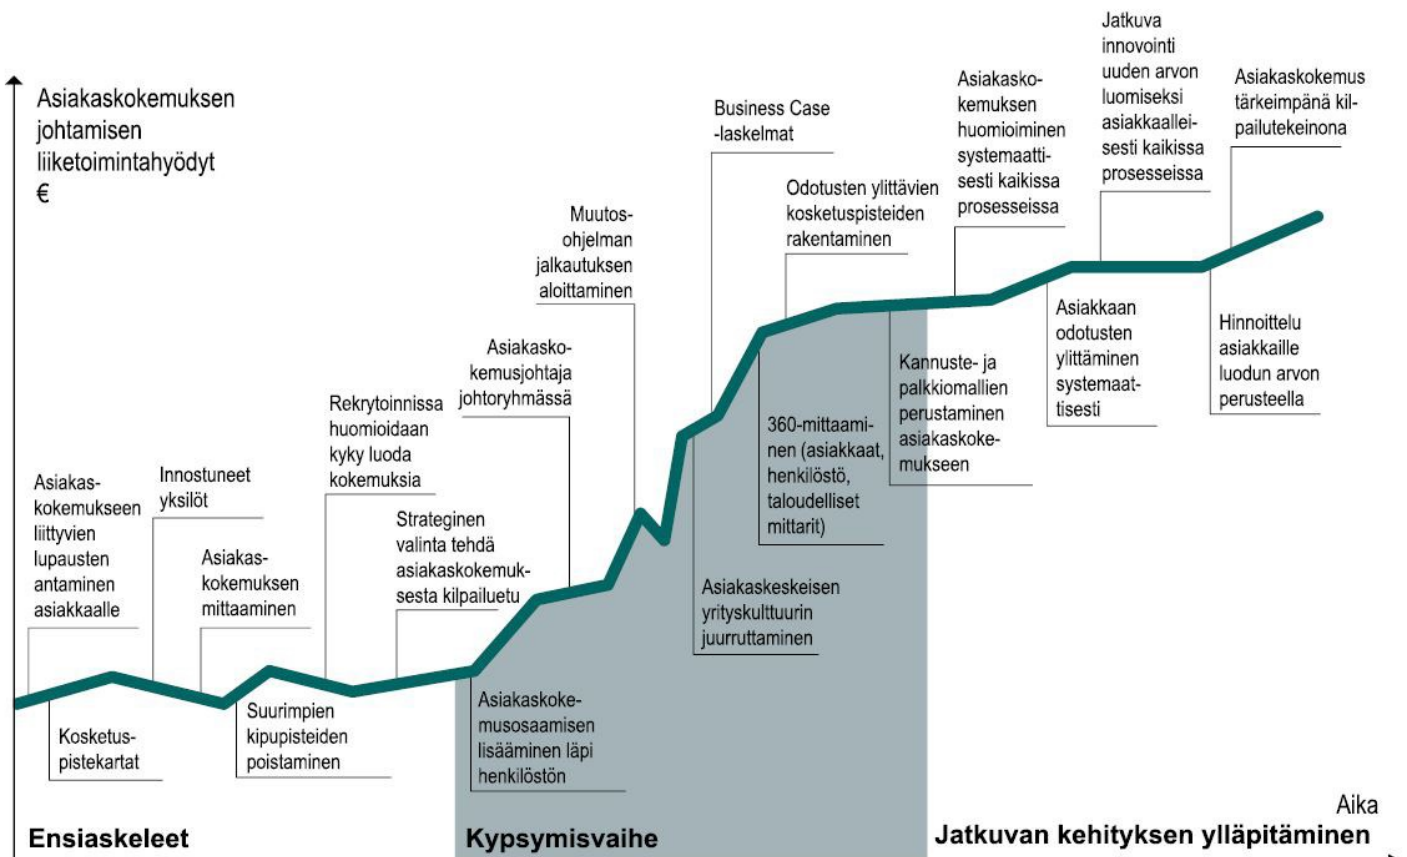 Asiakaskokemuksen
johtamisen
liiketoimintahyödyt
€
Asiakas-
kokemukseen
liittyvien
lupausten
antaminen
asiakkaalle
Kosketus-
pistekartat
Innostuneet
yksilöt
Asiakas-
kokemuksen
mittaaminen
Suurimpien
kipupisteiden
poistaminen
Rekrytoinnissa
huomioidaan
kyky luoda
kokemuksia
Strateginen
valinta tehdä
asiakaskokemuk-
sesta kilpailuetu
Asiakaskoke-
musosaamisen
lisääminen läpi
henkilöstön
Asiakasko-
kemusjohtaja
johtoryhmässä
Muutos-
ohjelman
jalkautuksen
aloittaminen
Asiakaskeskeisen
yrityskulttuurin
juurruttaminen
Business Case
-laskelmat
360-mittaami-
nen (asiakkaat,
henkilöstö,
taloudelliset
mittarit)
Odotusten ylittävien
kosketuspisteiden
rakentaminen
Kannuste- ja
palkkiomallien
perustaminen
asiakaskoke-
mukseen
Asiakasko-
kemuksen
huomioiminen
systemaatti-
sesti kaikissa
prosesseissa
Asiakkaan
odotusten
ylittäminen
systemaat-
tisesti
Jatkuva
innovointi
uuden arvon
luomiseksi
asiakkaallei-
sesti kaikissa
prosesseissa
Hinnoittelu
asiakkaille
luodun arvon
perusteella
Asiakaskokemus
tärkeimpänä kil-
pailutekeinona
Aika
Ensiaskeleet
Kypsymisvaihe
Jatkuvan kehityksen ylläpitäminen